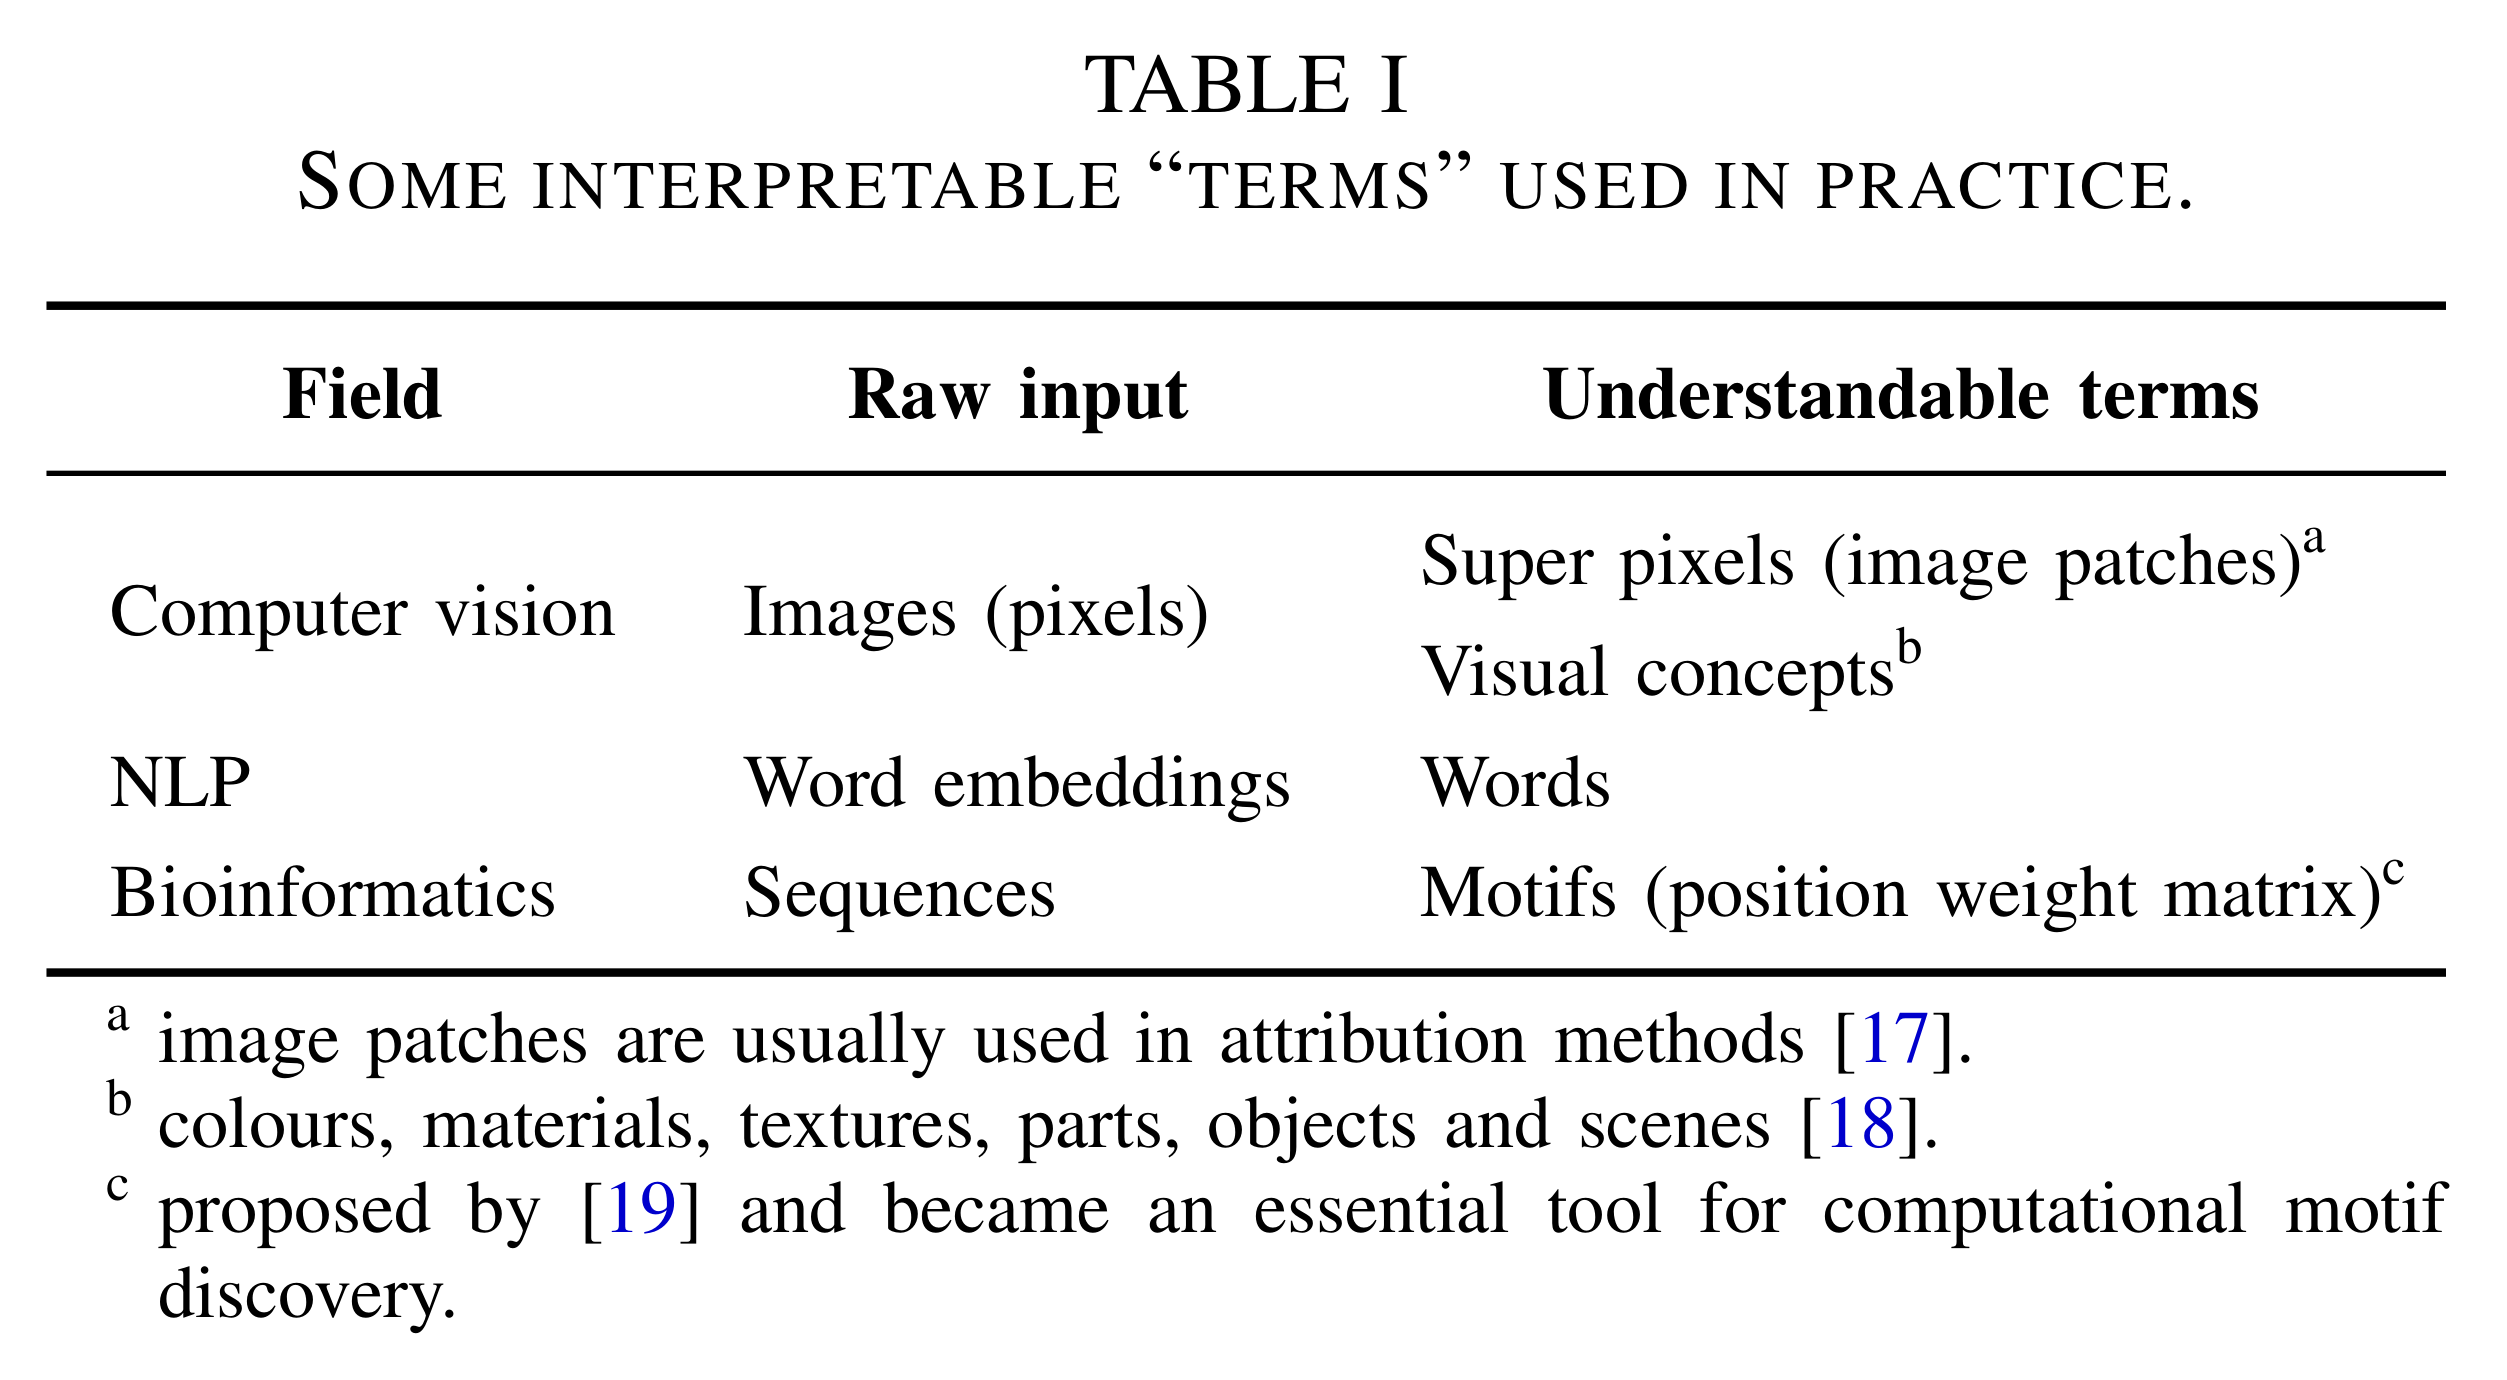 TABLE I
SOME INTERPRETABLE “TERMS” USED IN PRACTICE.
Field Raw input Understandable terms
Computer vision Images (pixels) Super pixels (image patches)a
Visual conceptsb
NLP Word embeddings Words
Bioinformatics Sequences Motifs (position weight matrix)c
a image patches are usually used in attribution methods [17].
b colours, materials, textures, parts, objects and scenes [18].
c proposed by [19] and became an essential tool for computational motif
discovery.